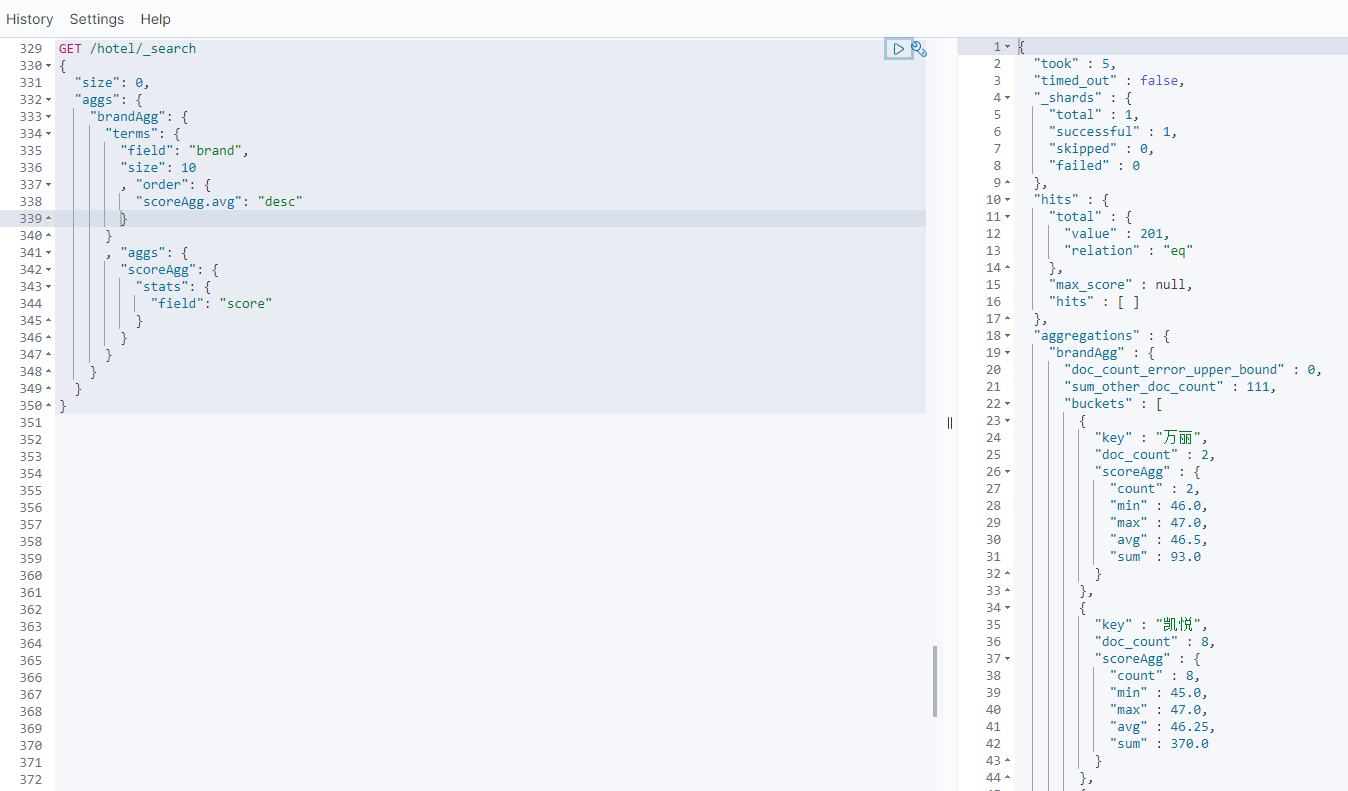 History Settings Help
329 GET /hotel/_search
330 {
331 "size": 0,
332 "aggs": {
333 "brandAgg": {
334 "terms": {
335 "field": "brand",
336 "size": 10
337 , "order": {
338 "scoreAgg.avg": "desc"
339 }
340 }
341 , "aggs": {
342 "scoreAgg": {
343 "stats": {
344 "field": "score"
345 }
346 }
347 }
348 }
349 }
350 }
351
352
353
354
355
356
357
358
359
360
361
362
363
364
365
366
367
368
369
370
371
372
1 {
2 "took" : 5,
3 "timed_out" : false,
4 "_shards" : {
5 "total" : 1,
6 "successful" : 1,
7 "skipped" : 0,
8 "failed" : 0
9 },
10 "hits" : {
11 "total" : {
12 "value" : 201,
13 "relation" : "eq"
14 },
15 "max_score" : null,
16 "hits" : [ ]
17 },
18 "aggregations" : {
19 "brandAgg" : {
20 "doc_count_error_upper_bound" : 0,
21 "sum_other_doc_count" : 111,
22 "buckets" : [
23 {
24 "key" : "万丽",
25 "doc_count" : 2,
26 "scoreAgg" : {
27 "count" : 2,
28 "min" : 46.0,
29 "max" : 47.0,
30 "avg" : 46.5,
31 "sum" : 93.0
32 }
33 },
34 {
35 "key" : "凯悦",
36 "doc_count" : 8,
37 "scoreAgg" : {
38 "count" : 8,
39 "min" : 45.0,
40 "max" : 47.0,
41 "avg" : 46.25,
42 "sum" : 370.0
43 }
44 },